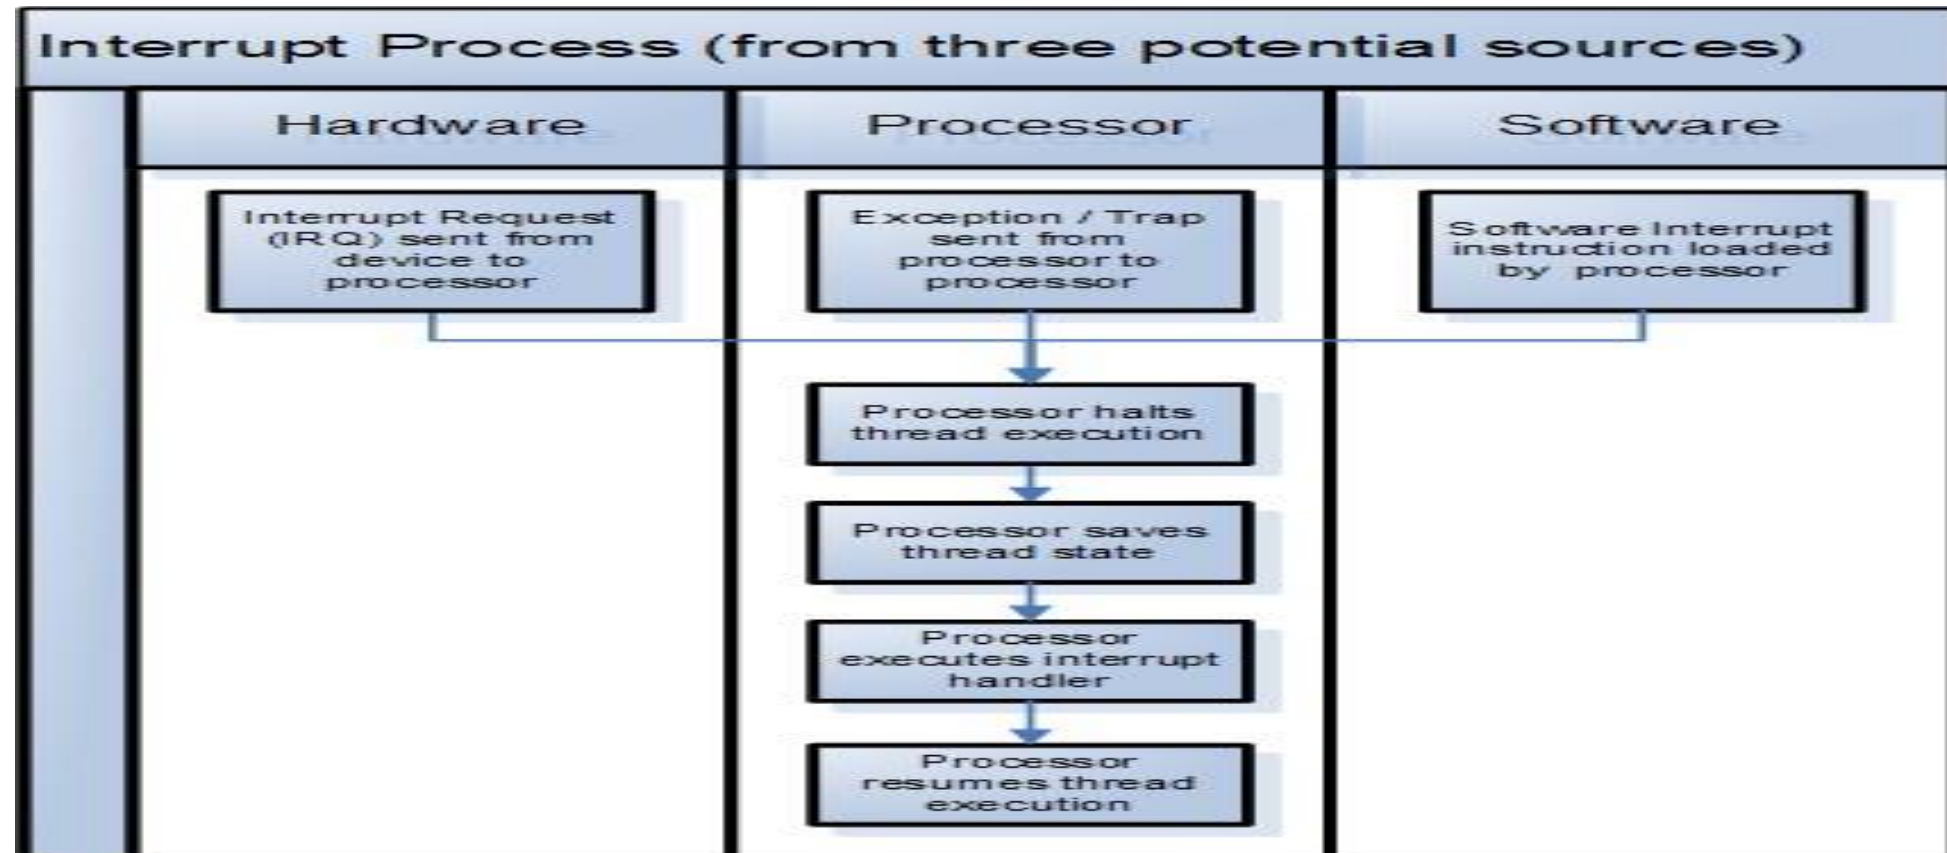 Interrupt Process (from three potential sources)
Hardware
Processor
Software
Interrupt Request
(IRQ) sent from
device to
processor
Exception / Trap
sent from
processor to
processor
Software Interrupt
instruction loaded
by processor
Processor halts
thread execution
Processor saves
thread state
Processor
executes interrupt
handler
Processor
resumes thread
execution